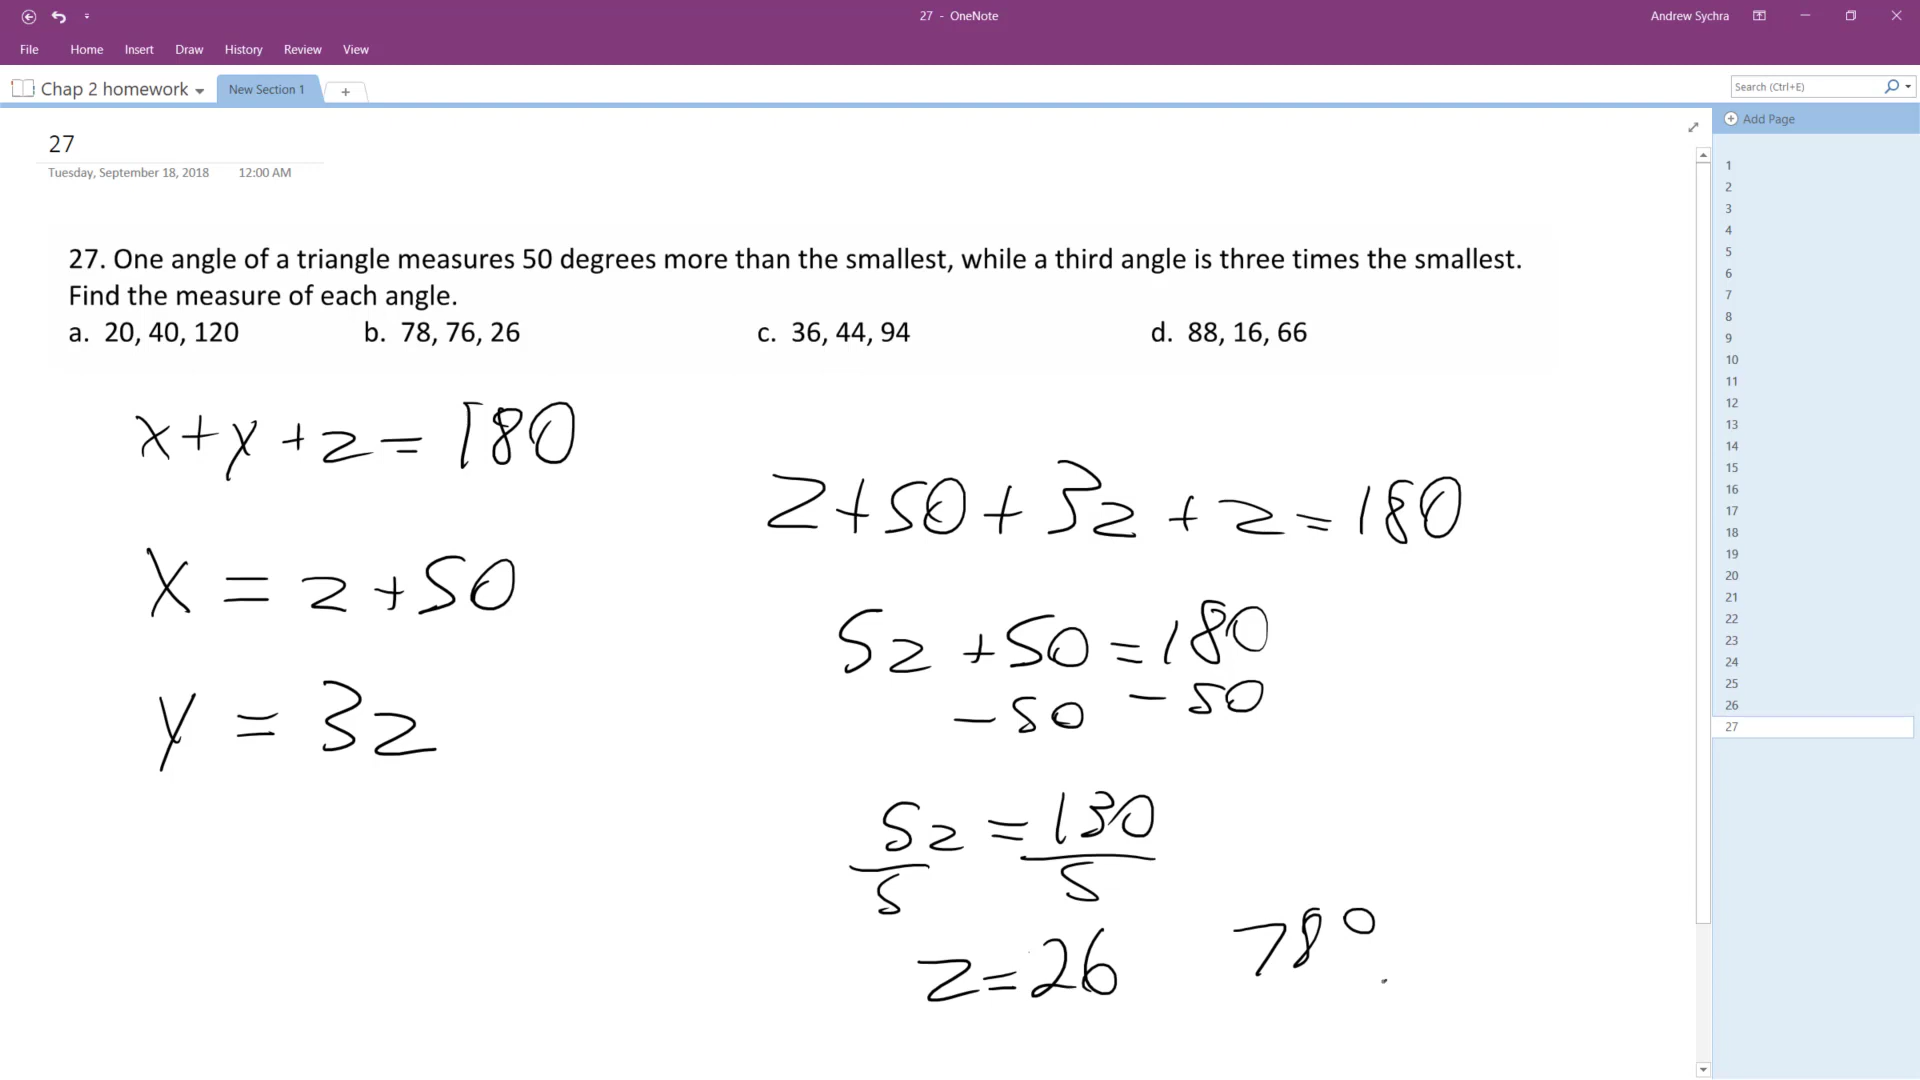 27 - OneNote
Andrew Sychra
File Home Insert Draw History Review View
Chap 2 homework
New Section 1
+
Search (Ctrl+E)
Add Page
27
Tuesday, September 18, 2018 12:00 AM
27. One angle of a triangle measures 50 degrees more than the smallest, while a third angle is three times the smallest.
Find the measure of each angle.
a. 20, 40, 120 b. 78, 76, 26 c. 36, 44, 94 d. 88, 16, 66
x+y+z=180
x=z+50
y=3z
z+50+3z+z=180
5z+50=180
-50 -50
5z=130
5 5
z=26 78°
1
2
3
4
5
6
7
8
9
10
11
12
13
14
15
16
17
18
19
20
21
22
23
24
25
26
27